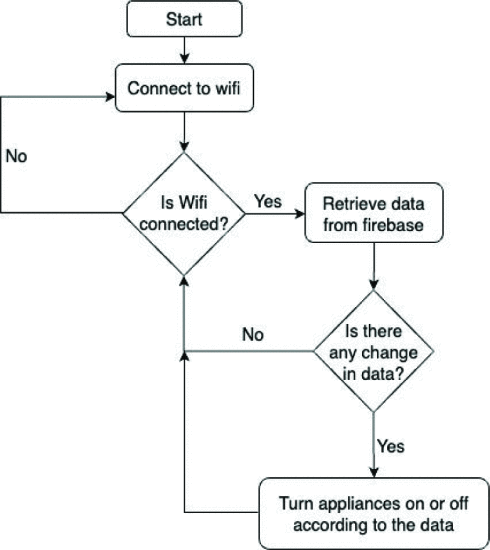 Start
Connect to wifi
No
Is Wifi
connected?
Yes
Retrieve data
from firebase
No
Is there
any change
in data?
Yes
Turn appliances on or off
according to the data